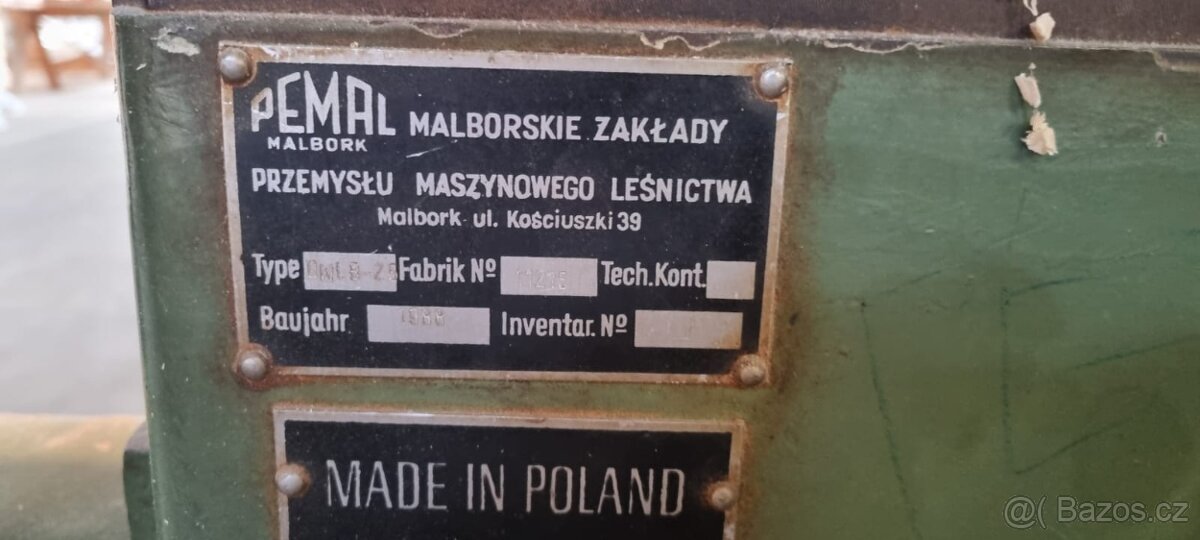 PEMAL MALBORSKIE ZAKŁADY
MALBORK
PRZEMYSŁU MASZYNOWEGO LEŚNICTWA
Malbork ul. Kościuszki 39
Type Fabrik № Tech.Kont.
Baujahr 1988 Inventar. №
MADE IN POLAND
@( Bazos.cz